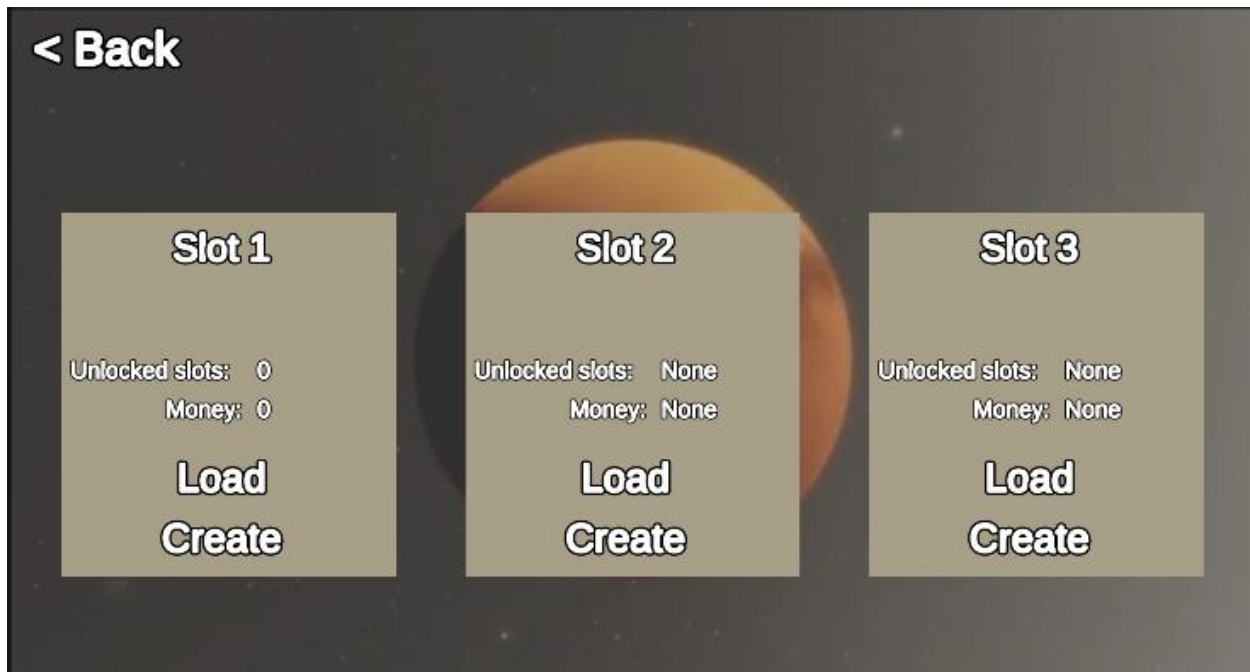 < Back
Slot 1
Unlocked slots: 0
Money: 0
Load
Create
Slot 2
Unlocked slots: None
Money: None
Load
Create
Slot 3
Unlocked slots: None
Money: None
Load
Create